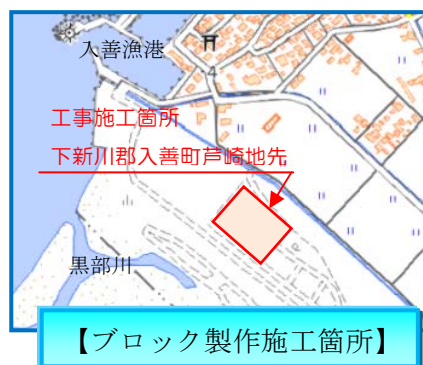 入善漁港
4
工事施工箇所
下新川郡入善町芦崎地先
黒部川
【ブロック製作施工箇所】